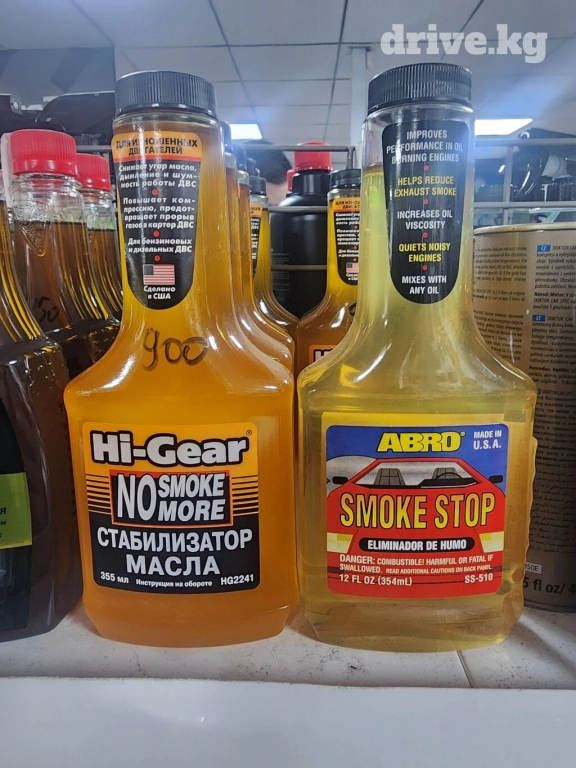 drive.kg
ДЛЯ ИЗНОШЕННЫХ
ДВИГАТЕЛЕЙ
Снижает угар масла,
дымление и шум-
ность работы ДВС
Повышает ком-
прессию, предот-
вращает прорыв
газов в картер ДВС
Для бензиновых
и дизельных ДВС
Сделано
в США
900
Hi-Gear®
NO SMOKE
MORE
СТАБИЛИЗАТОР
МАСЛА
355 мл Инструкция на обороте HG2241
IMPROVES
PERFORMANCE IN OIL
BURNING ENGINES
HELPS REDUCE
EXHAUST SMOKE
INCREASES OIL
VISCOSITY
QUIETS NOISY
ENGINES
MIXES WITH
ANY OIL
ABRO® MADE IN
U.S.A.
SMOKE STOP
ELIMINADOR DE HUMO
DANGER: COMBUSTIBLE! HARMFUL OR FATAL IF
SWALLOWED. READ ADDITIONAL CAUTIONS ON BACK PANEL.
12 FL OZ (354mL) SS-510